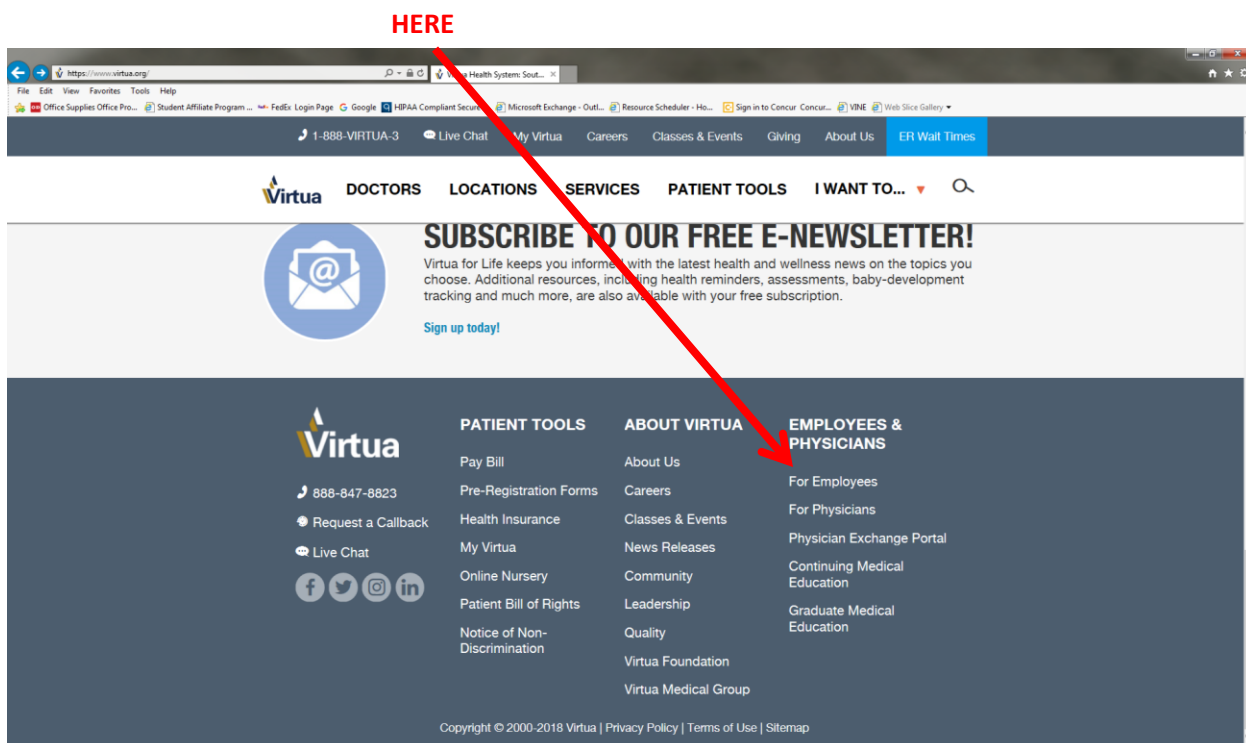 HERE
https://www.virtua.org/
Virtua Health System: Sout...
File Edit View Favorites Tools Help
Office Supplies Office Pro... Student Affiliate Program ... FedEx Login Page Google HIPAA Compliant Secure Microsoft Exchange - Outl... Resource Scheduler - Ho... Sign in to Concur Concur... VINE Web Slice Gallery
1-888-VIRTUA-3 Live Chat My Virtua Careers Classes & Events Giving About Us ER Wait Times
Virtua DOCTORS LOCATIONS SERVICES PATIENT TOOLS I WANT TO...
SUBSCRIBE TO OUR FREE E-NEWSLETTER!
Virtua for Life keeps you informed with the latest health and wellness news on the topics you
choose. Additional resources, including health reminders, assessments, baby-development
tracking and much more, are also available with your free subscription.
Sign up today!
Virtua
888-847-8823
Request a Callback
Live Chat
PATIENT TOOLS
Pay Bill
Pre-Registration Forms
Health Insurance
My Virtua
Online Nursery
Patient Bill of Rights
Notice of Non-
Discrimination
ABOUT VIRTUA
About Us
Careers
Classes & Events
News Releases
Community
Leadership
Quality
Virtua Foundation
Virtua Medical Group
EMPLOYEES &
PHYSICIANS
For Employees
For Physicians
Physician Exchange Portal
Continuing Medical
Education
Graduate Medical
Education
Copyright © 2000-2018 Virtua | Privacy Policy | Terms of Use | Sitemap